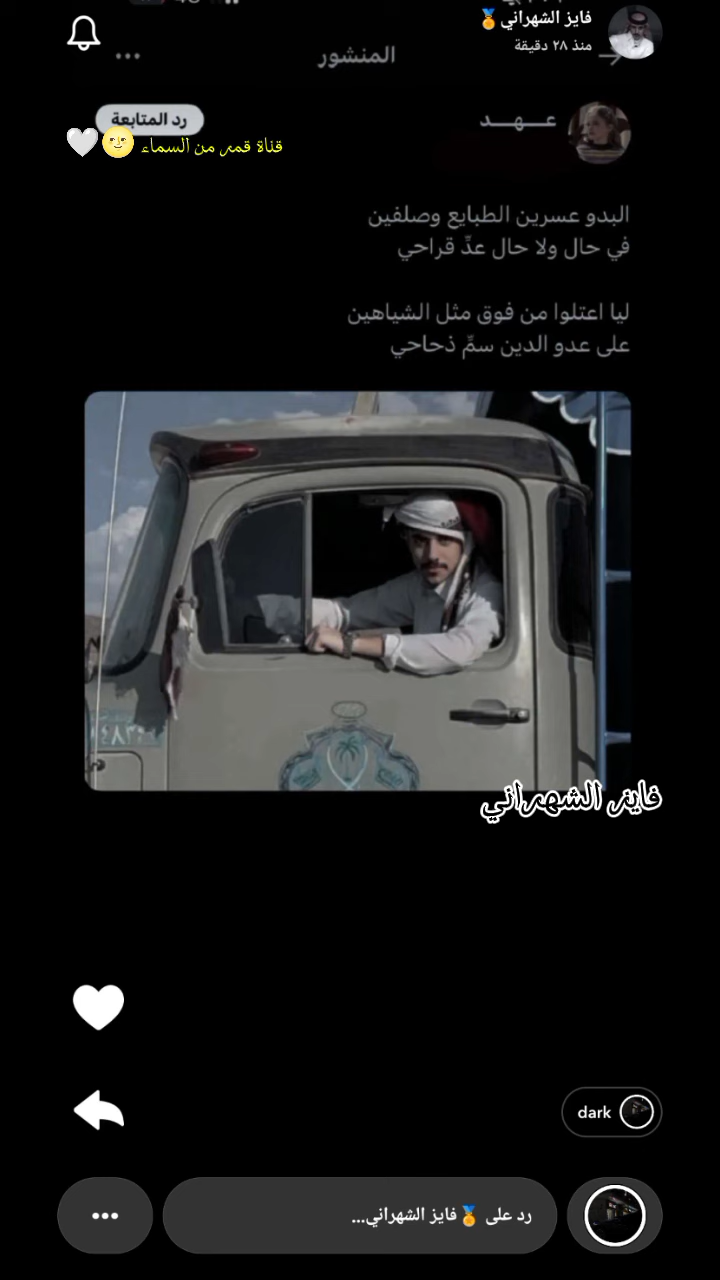 فايز الشهراني🏅
منذ ٢٨ دقيقة
المنشور
عـــهـــد
رد المتابعة
قناة قمر من السماء 🌝🤍
البدو عسرين الطبايع وصلفين
في حال ولا حال عدِّ قراحي
ليا اعتلوا من فوق مثل الشياهين
على عدو الدين سمِّ ذحاحي
فايز الشهراني
dark
رد على 🏅فايز الشهراني...